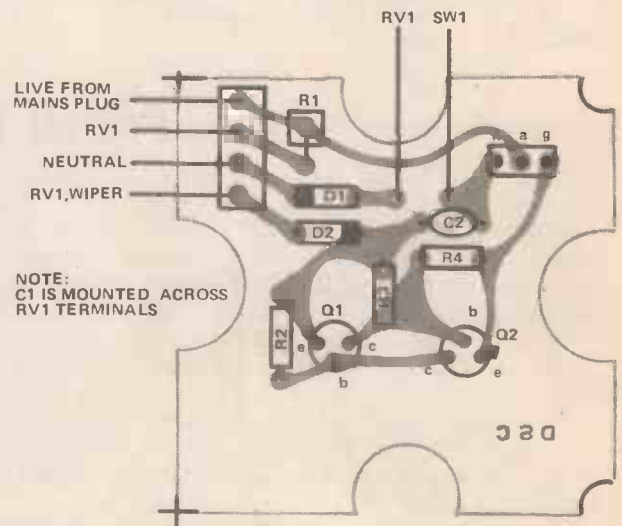 RV1 SW1
LIVE FROM
MAINS PLUG
RV1
NEUTRAL
RV1, WIPER
R1
a g
D1
D2
C2
R4
R3
NOTE:
C1 IS MOUNTED ACROSS
RV1 TERMINALS
Q1
b
Q2
R2
e c
b
c e
DSC